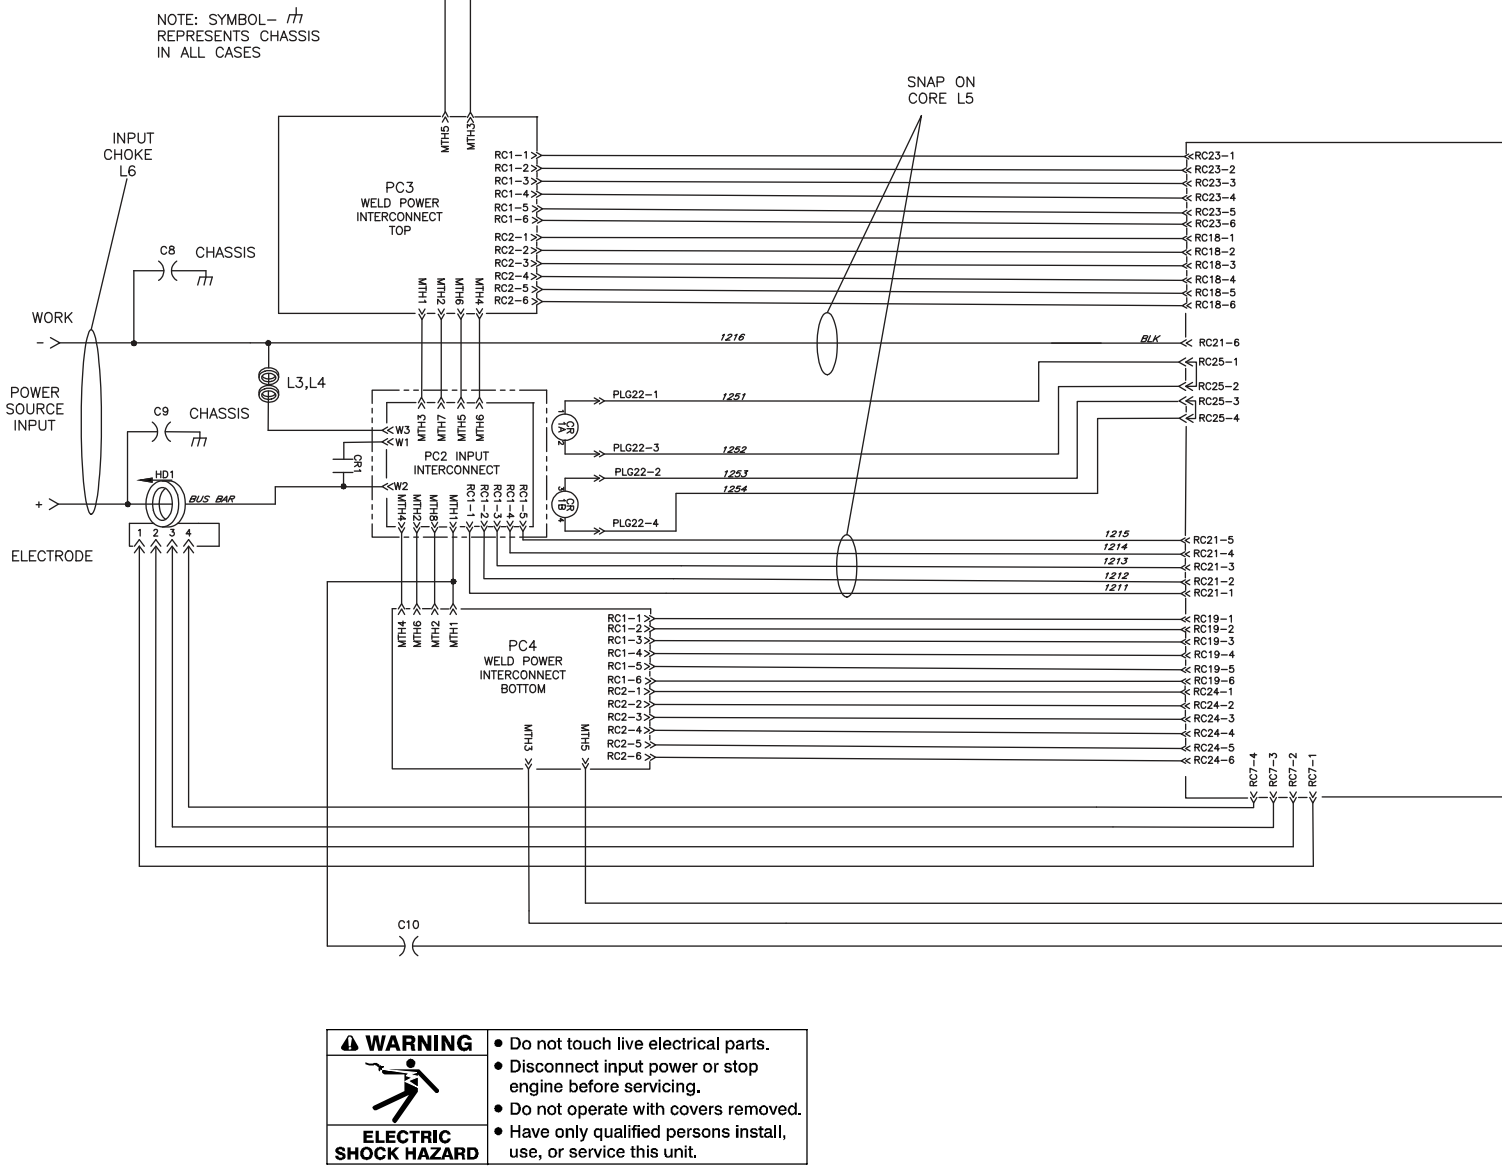 NOTE: SYMBOL-
REPRESENTS CHASSIS
IN ALL CASES
SNAP ON
CORE L5
INPUT
CHOKE
L6
MTH5
MTH3
PC3
WELD POWER
INTERCONNECT
TOP
RC1-1
RC1-2
RC1-3
RC1-4
RC1-5
RC1-6
RC2-1
RC2-2
RC2-3
RC2-4
RC2-5
RC2-6
MTH1
MTH2
MTH6
MTH4
RC23-1
RC23-2
RC23-3
RC23-4
RC23-5
RC23-6
RC18-1
RC18-2
RC18-3
RC18-4
RC18-5
RC18-6
C8
CHASSIS
WORK
-
1216
BLK
RC21-6
RC25-1
RC25-2
RC25-3
RC25-4
L3,L4
POWER
SOURCE
INPUT
C9
CHASSIS
HD1
BUS BAR
+
1 2 3 4
ELECTRODE
W3
W1
W2
CR1
MTH3
MTH7
MTH5
MTH6
PC2 INPUT
INTERCONNECT
MTH4
MTH2
MTH8
MTH1
RC1-1
RC1-2
RC1-3
RC1-4
RC1-5
1
CR
1A
2
3
CR
1B
4
PLG22-1
1251
PLG22-3
1252
PLG22-2
1253
1254
PLG22-4
1215
1214
1213
1212
1211
RC21-5
RC21-4
RC21-3
RC21-2
RC21-1
MTH4
MTH6
MTH2
MTH1
PC4
WELD POWER
INTERCONNECT
BOTTOM
MTH3
MTH5
RC1-1
RC1-2
RC1-3
RC1-4
RC1-5
RC1-6
RC2-1
RC2-2
RC2-3
RC2-4
RC2-5
RC2-6
RC19-1
RC19-2
RC19-3
RC19-4
RC19-5
RC19-6
RC24-1
RC24-2
RC24-3
RC24-4
RC24-5
RC24-6
RC7-4
RC7-3
RC7-2
RC7-1
C10
WARNING
ELECTRIC
SHOCK HAZARD
• Do not touch live electrical parts.
• Disconnect input power or stop
engine before servicing.
• Do not operate with covers removed.
• Have only qualified persons install,
use, or service this unit.